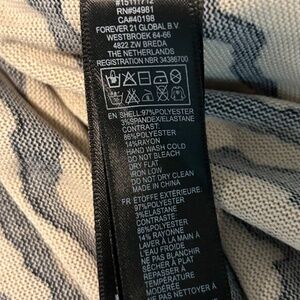 RN#94981
CA#40198
FOREVER 21 GLOBAL B.V.
WESTBROEK 64-66
4822 ZW BREDA
THE NETHERLANDS
REGISTRATION NBR 34386700
EN SHELL:97%POLYESTER
3%SPANDEX/ELASTANE
CONTRAST:
86%POLYESTER
14%RAYON
HAND WASH COLD
DO NOT BLEACH
DRY FLAT
IRON LOW
DO NOT DRY CLEAN
MADE IN CHINA
FR ÉTOFFE EXTÉRIEURE:
97%POLYESTER
3%ELASTANE
CONTRASTE:
86%POLYESTER
14%RAYONNE
LAVER À LA MAIN À
L'EAU FROIDE
NE PAS BLANCHIR
SÉCHER À PLAT
REPASSER À
TEMPÉRATURE
NE PAS